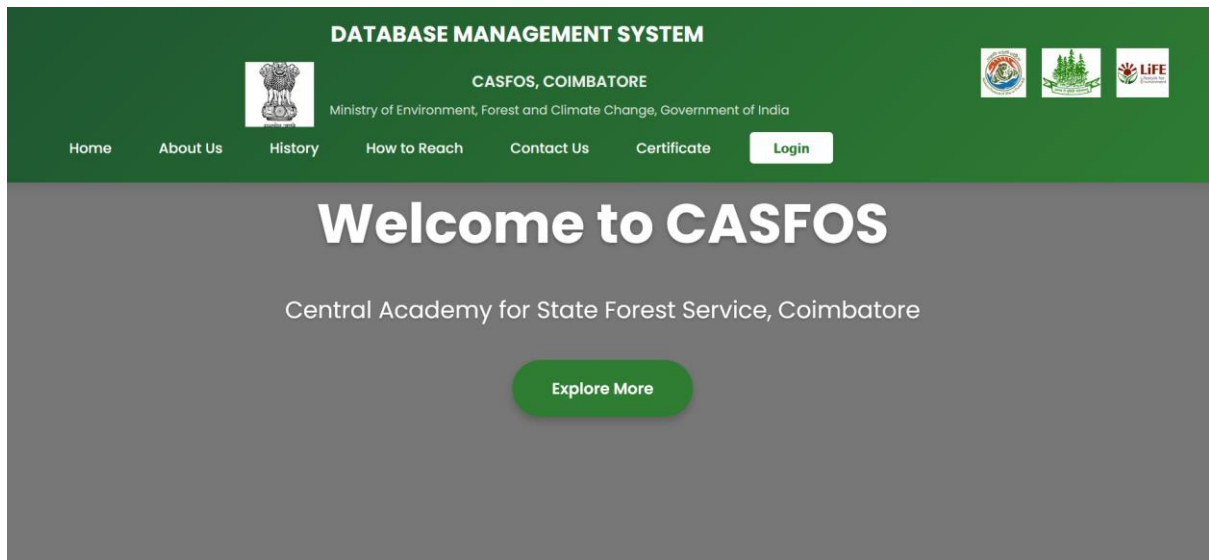 DATABASE MANAGEMENT SYSTEM
CASFOS, COIMBATORE
Ministry of Environment, Forest and Climate Change, Government of India
LiFE
Home About Us History How to Reach Contact Us Certificate Login
Welcome to CASFOS
Central Academy for State Forest Service, Coimbatore
Explore More